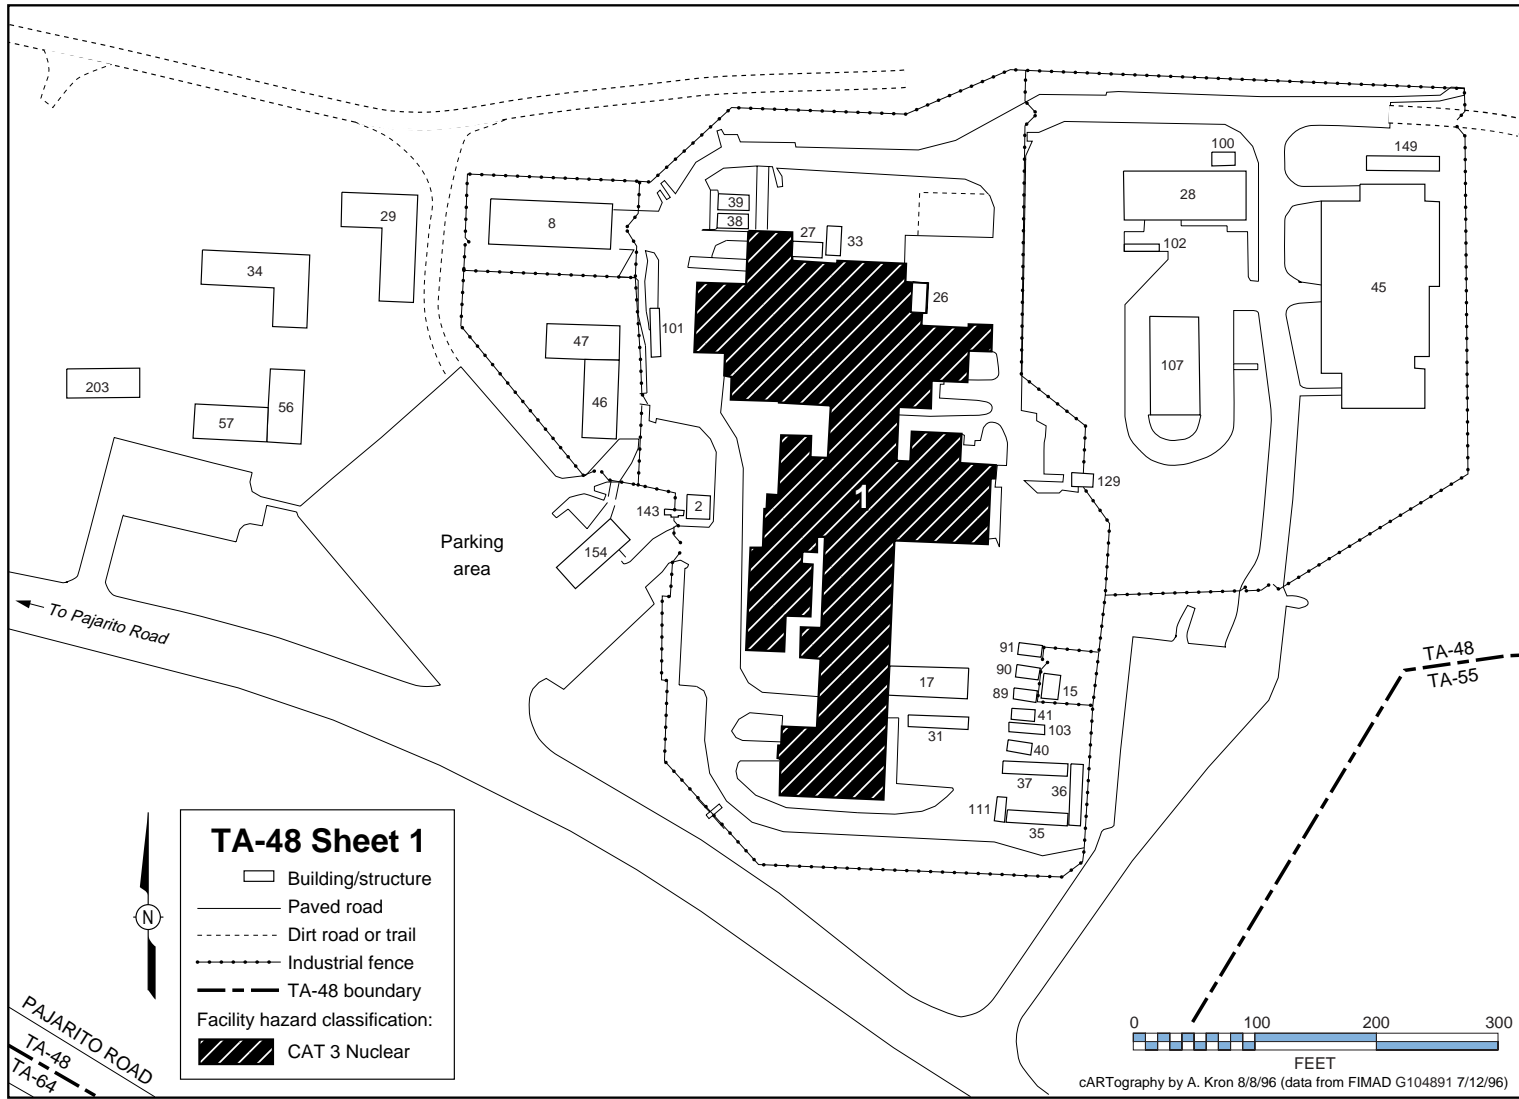 100
149
39
28
29
38
8
27
33
102
34
26
45
101
47
107
203
56
46
57
1
129
2
143
Parking
area
154
To Pajarito Road
91
TA-48
TA-55
90
17
89
15
41
31
103
40
37
36
111
35
TA-48 Sheet 1
Building/structure
Paved road
Dirt road or trail
Industrial fence
TA-48 boundary
Facility hazard classification:
CAT 3 Nuclear
N
PAJARITO ROAD
TA-48
TA-64
0 100 200 300
FEET
cARTography by A. Kron 8/8/96 (data from FIMAD G104891 7/12/96)